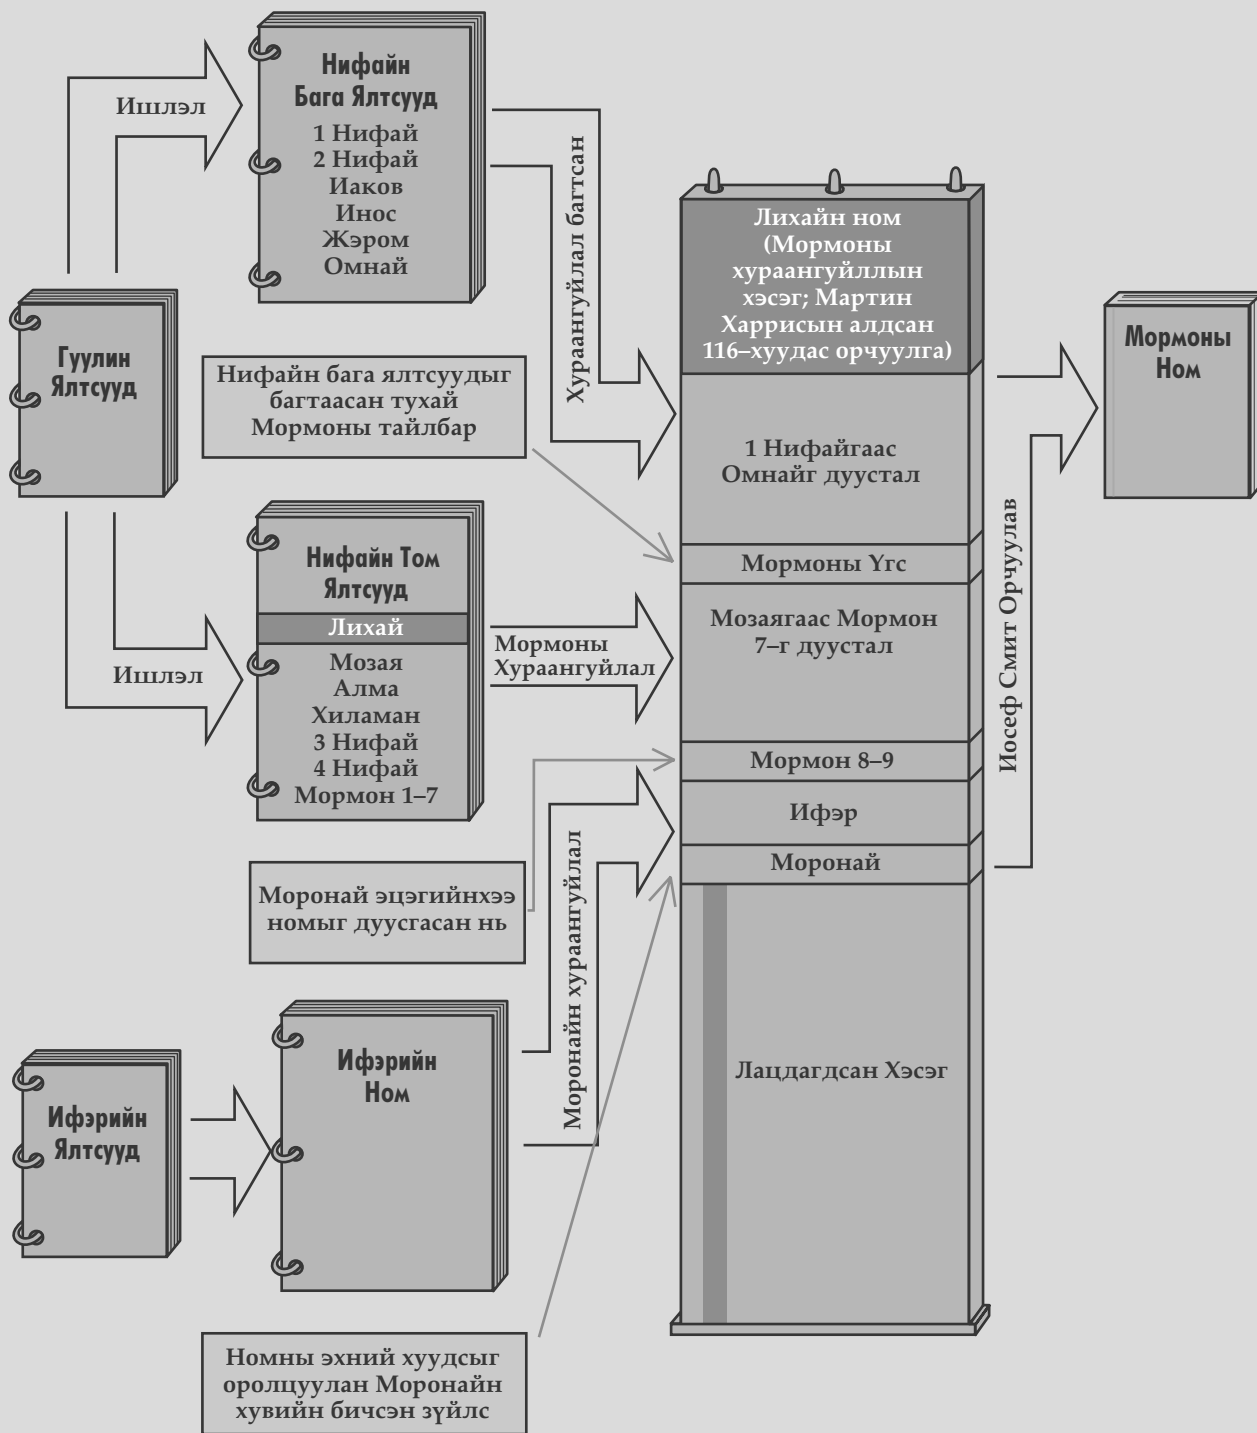 Гуулин
Ялтсууд
Ишлэл
Нифайн
Бага Ялтсууд
1 Нифай
2 Нифай
Иаков
Инос
Жэром
Омнай
Хураангуйлал багтсан
Нифайн бага ялтсуудыг
багтаасан тухай
Мормоны тайлбар
Ишлэл
Нифайн Том
Ялтсууд
Лихай
Мозая
Алма
Хиламан
3 Нифай
4 Нифай
Мормон 1–7
Мормоны
Хураангуйлал
Моронай эцэгийнхээ
номыг дуусгасан нь
Ифэрийн
Ялтсууд
Ифэрийн
Ном
Моронайн хураангуйлал
Номны эхний хуудсыг
оролцуулан Моронайн
хувийн бичсэн зүйлс
Лихайн ном
(Мормоны
хураангуйллын
хэсэг; Мартин
Харрисын алдсан
116–хуудас орчуулга)
1 Нифайгаас
Омнайг дуустал
Мормоны Үгс
Мозаягаас Мормон
7–г дуустал
Мормон 8–9
Ифэр
Моронай
Лацдагдсан Хэсэг
Иосеф Смит Орчуулав
Мормоны
Ном